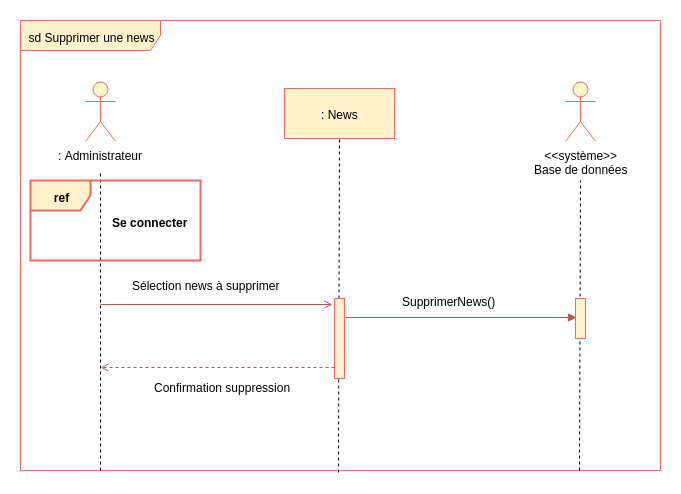 sd Supprimer une news
: News
: Administrateur
<<système>>
Base de données
ref
Se connecter
Sélection news à supprimer
SupprimerNews()
Confirmation suppression